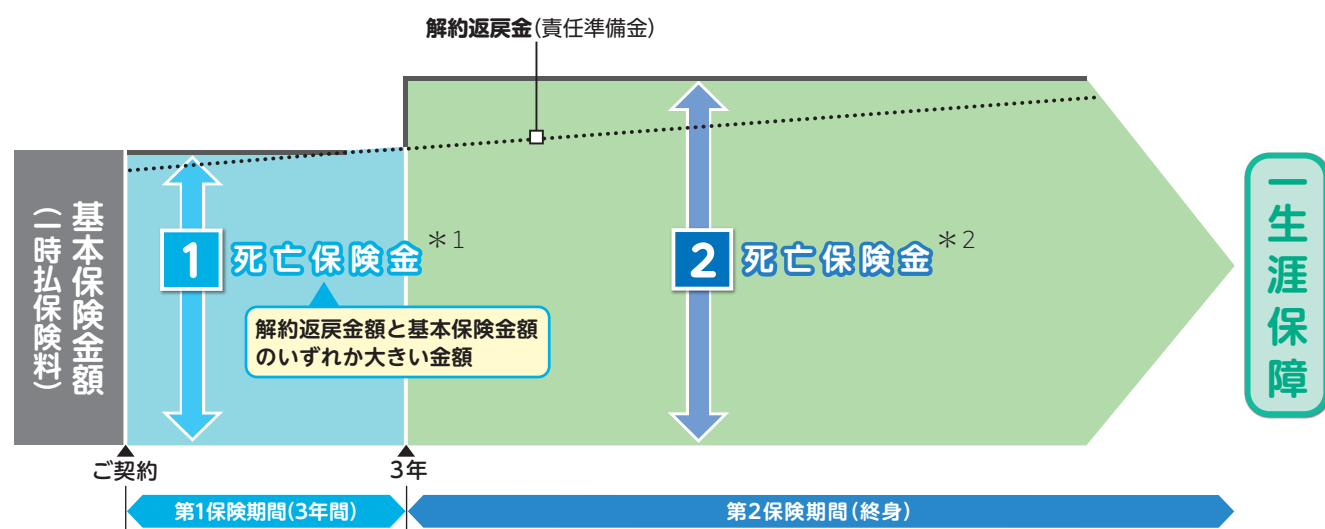 解約返戻金(責任準備金)
基本保険金額
(一時払保険料)
1 死亡保険金 *1
解約返戻金額と基本保険金額
のいずれか大きい金額
2 死亡保険金 *2
一生涯保障
ご契約
3年
第1保険期間(3年間)
第2保険期間(終身)